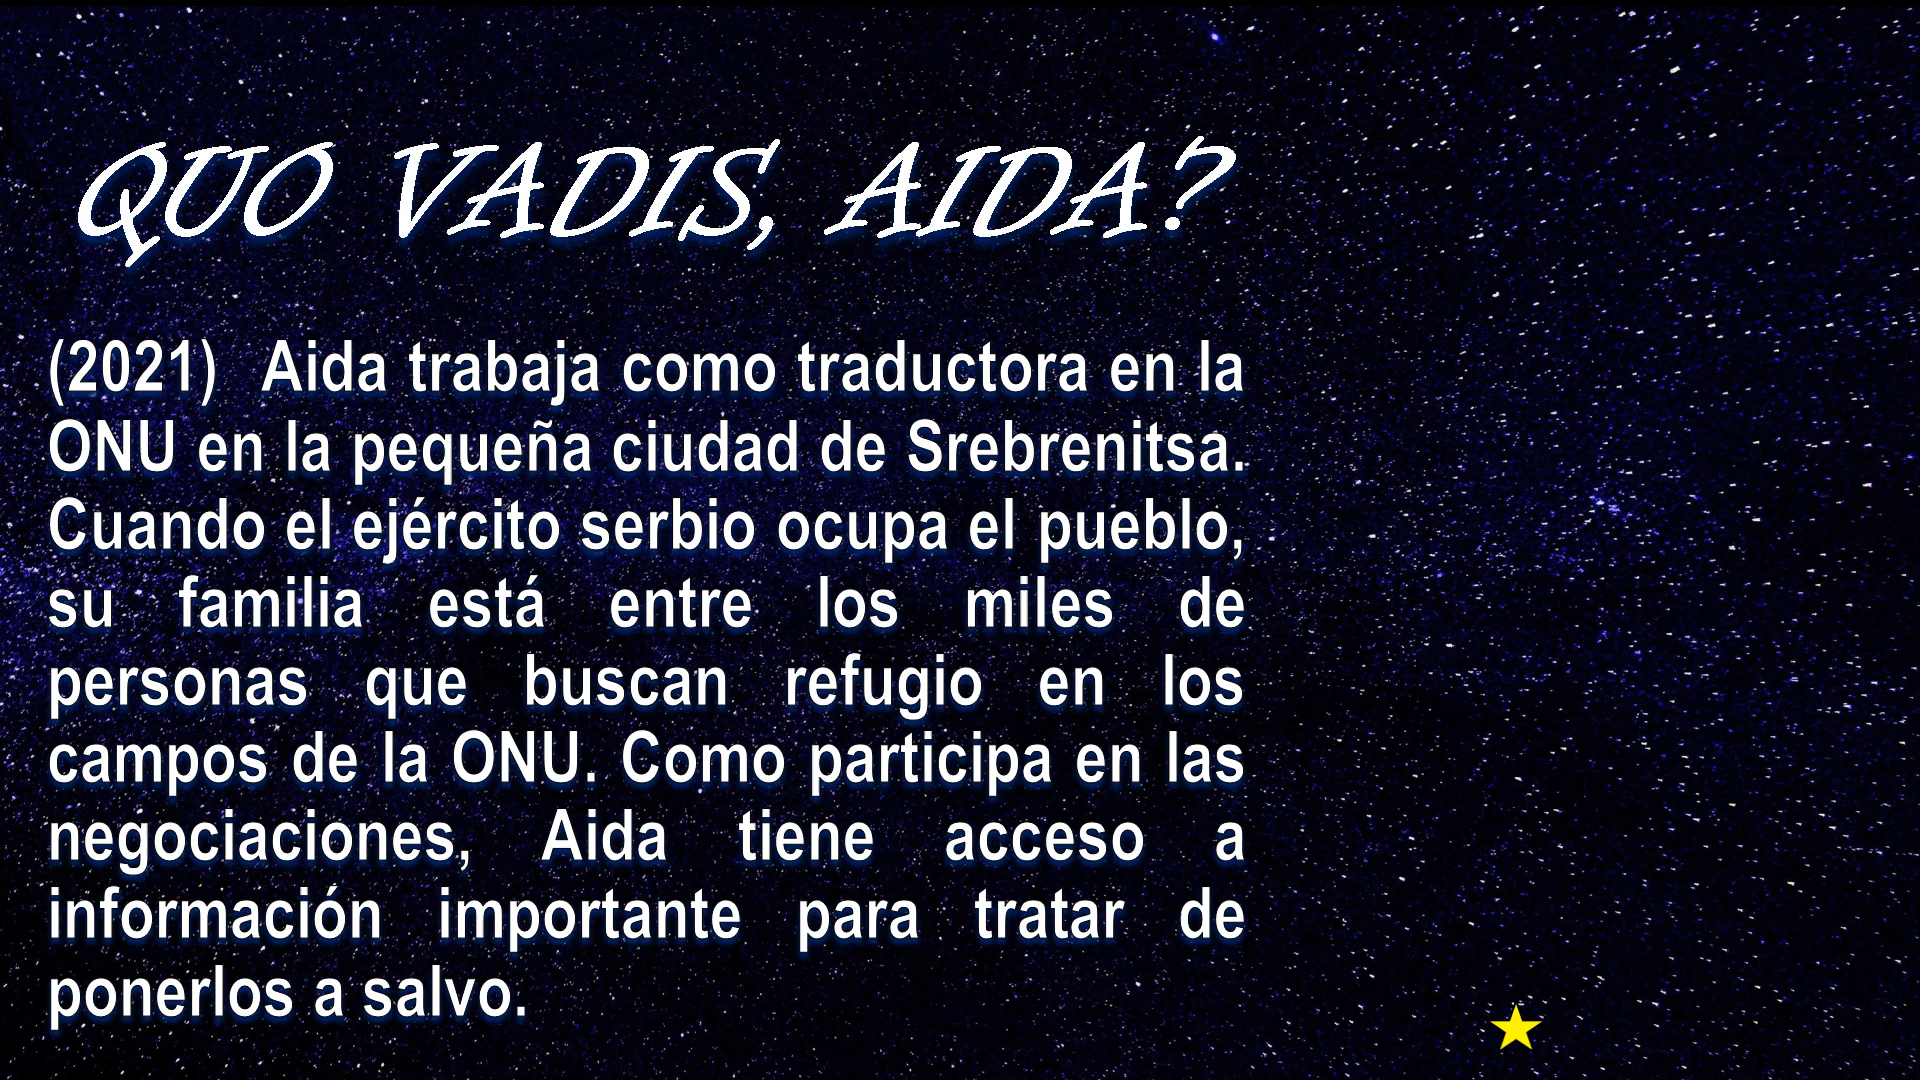 QUO VADIS, AIDA?
(2021) Aida trabaja como traductora en la
ONU en la pequeña ciudad de Srebrenitsa.
Cuando el ejército serbio ocupa el pueblo,
su familia está entre los miles de
personas que buscan refugio en los
campos de la ONU. Como participa en las
negociaciones, Aida tiene acceso a
información importante para tratar de
ponerlos a salvo.